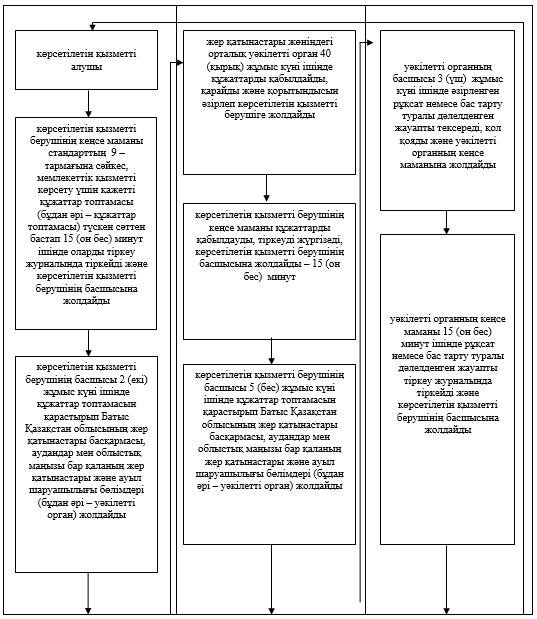 көрсетілетін қызметті
алушы
көрсетілетін қызметті
берушінің кеңсе маманы
стандарттың 9 –
тармағына сәйкес,
мемлекеттік қызметті
көрсету үшін қажетті
құжаттар топтамасы
(бұдан әрі – құжаттар
топтамасы) түскен сәттен
бастап 15 (он бес) минут
ішінде оларды тіркеу
журналында тіркейді және
көрсетілетін қызметті
берушінің басшысына
жолдайды
көрсетілетін қызметті
берушінің басшысы 2 (екі)
жұмыс күні ішінде
құжаттар топтамасын
қарастырып Батыс
Қазақстан облысының жер
қатынастары басқармасы,
аудандар мен облыстық
маңызы бар қаланың жер
қатынастары және ауыл
шаруашылығы бөлімдері
(бұдан әрі – уәкілетті
орган) жолдайды
жер қатынастары жөніндегі
орталық уәкілетті орган 40
(қырық) жұмыс күні ішінде
құжаттарды қабылдайды,
қарайды және қорытындысын
әзірлеп көрсетілетін қызметті
берушіге жолдайды
көрсетілетін қызметті берушінің
кеңсе маманы құжаттарды
қабылдауды, тіркеуді жүргізеді,
көрсетілетін қызметті берушінің
басшысына жолдайды – 15 (он
бес) минут
көрсетілетін қызметті берушінің
басшысы 5 (бес) жұмыс күні
ішінде құжаттар топтамасын
қарастырып Батыс Қазақстан
облысының жер қатынастары
басқармасы, аудандар мен
облыстық маңызы бар қаланың
жер қатынастары және ауыл
шаруашылығы бөлімдері (бұдан
әрі – уәкілетті орган) жолдайды
уәкілетті органның
басшысы 3 (үш) жұмыс
күні ішінде әзірленген
рұқсат немесе бас тарту
туралы дәлелденген
жауапты тексереді, қол
қояды және уәкілетті
органның кеңсе
маманына жолдайды
уәкілетті органның кеңсе
маманы 15 (он бес)
минут ішінде рұқсат
немесе бас тарту туралы
дәлелденген жауапты
тіркеу журналында
тіркейді және
көрсетілетін қызметті
берушінің басшысына
жолдайды